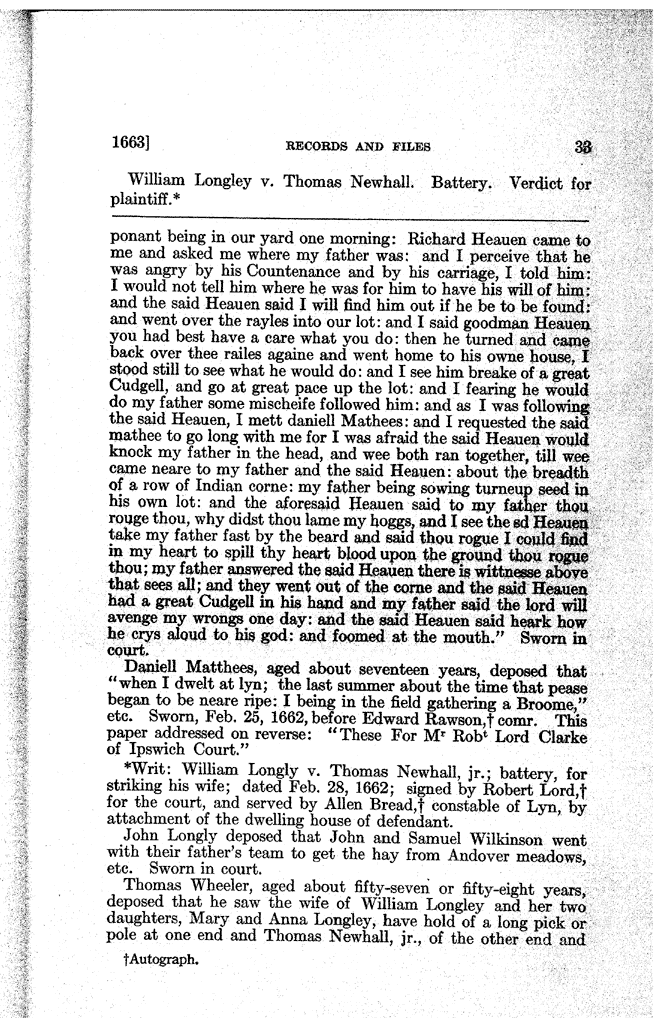 1663] RECORDS AND FILES 33
William Longley v. Thomas Newhall. Battery. Verdict for
plaintiff.*
ponant being in our yard one morning: Richard Heauen came to
me and asked me where my father was: and I perceive that he
was angry by his Countenance and by his carriage, I told him:
I would not tell him where he was for him to have his will of him:
and the said Heauen said I will find him out if he be to be found:
and went over the rayles into our lot: and I said goodman Heauen
you had best have a care what you do: then he turned and came
back over thee railes againe and went home to his owne house, I
stood still to see what he would do: and I see him breake of a great
Cudgell, and go at great pace up the lot: and I fearing he would
do my father some mischeife followed him: and as I was following
the said Heauen, I mett daniell Mathees: and I requested the said
mathee to go long with me for I was afraid the said Heauen would
knock my father in the head, and wee both ran together, till wee
came neare to my father and the said Heauen: about the breadth
of a row of Indian corne: my father being sowing turneup seed in
his own lot: and the aforesaid Heauen said to my father thou
rouge thou, why didst thou lame my hoggs, and I see the sd Heauen
take my father fast by the beard and said thou rogue I could find
in my heart to spill thy heart blood upon the ground thou rogue
thou; my father answered the said Heauen there is wittnesse above
that sees all; and they went out of the corne and the said Heauen
had a great Cudgell in his hand and my father said the lord will
avenge my wrongs one day: and the said Heauen said heark how
he crys aloud to his god: and foomed at the mouth." Sworn in
court.
Daniell Matthees, aged about seventeen years, deposed that
"when I dwelt at lyn; the last summer about the time that pease
began to be neare ripe: I being in the field gathering a Broome,"
etc. Sworn, Feb. 25, 1662, before Edward Rawson,† comr. This
paper addressed on reverse: "These For Mʳ Robᵗ Lord Clarke
of Ipswich Court."
*Writ: William Longly v. Thomas Newhall, jr.; battery, for
striking his wife; dated Feb. 28, 1662; signed by Robert Lord,†
for the court, and served by Allen Bread,† constable of Lyn, by
attachment of the dwelling house of defendant.
John Longly deposed that John and Samuel Wilkinson went
with their father's team to get the hay from Andover meadows,
etc. Sworn in court.
Thomas Wheeler, aged about fifty-seven or fifty-eight years,
deposed that he saw the wife of William Longley and her two
daughters, Mary and Anna Longley, have hold of a long pick or
pole at one end and Thomas Newhall, jr., of the other end and
†Autograph.